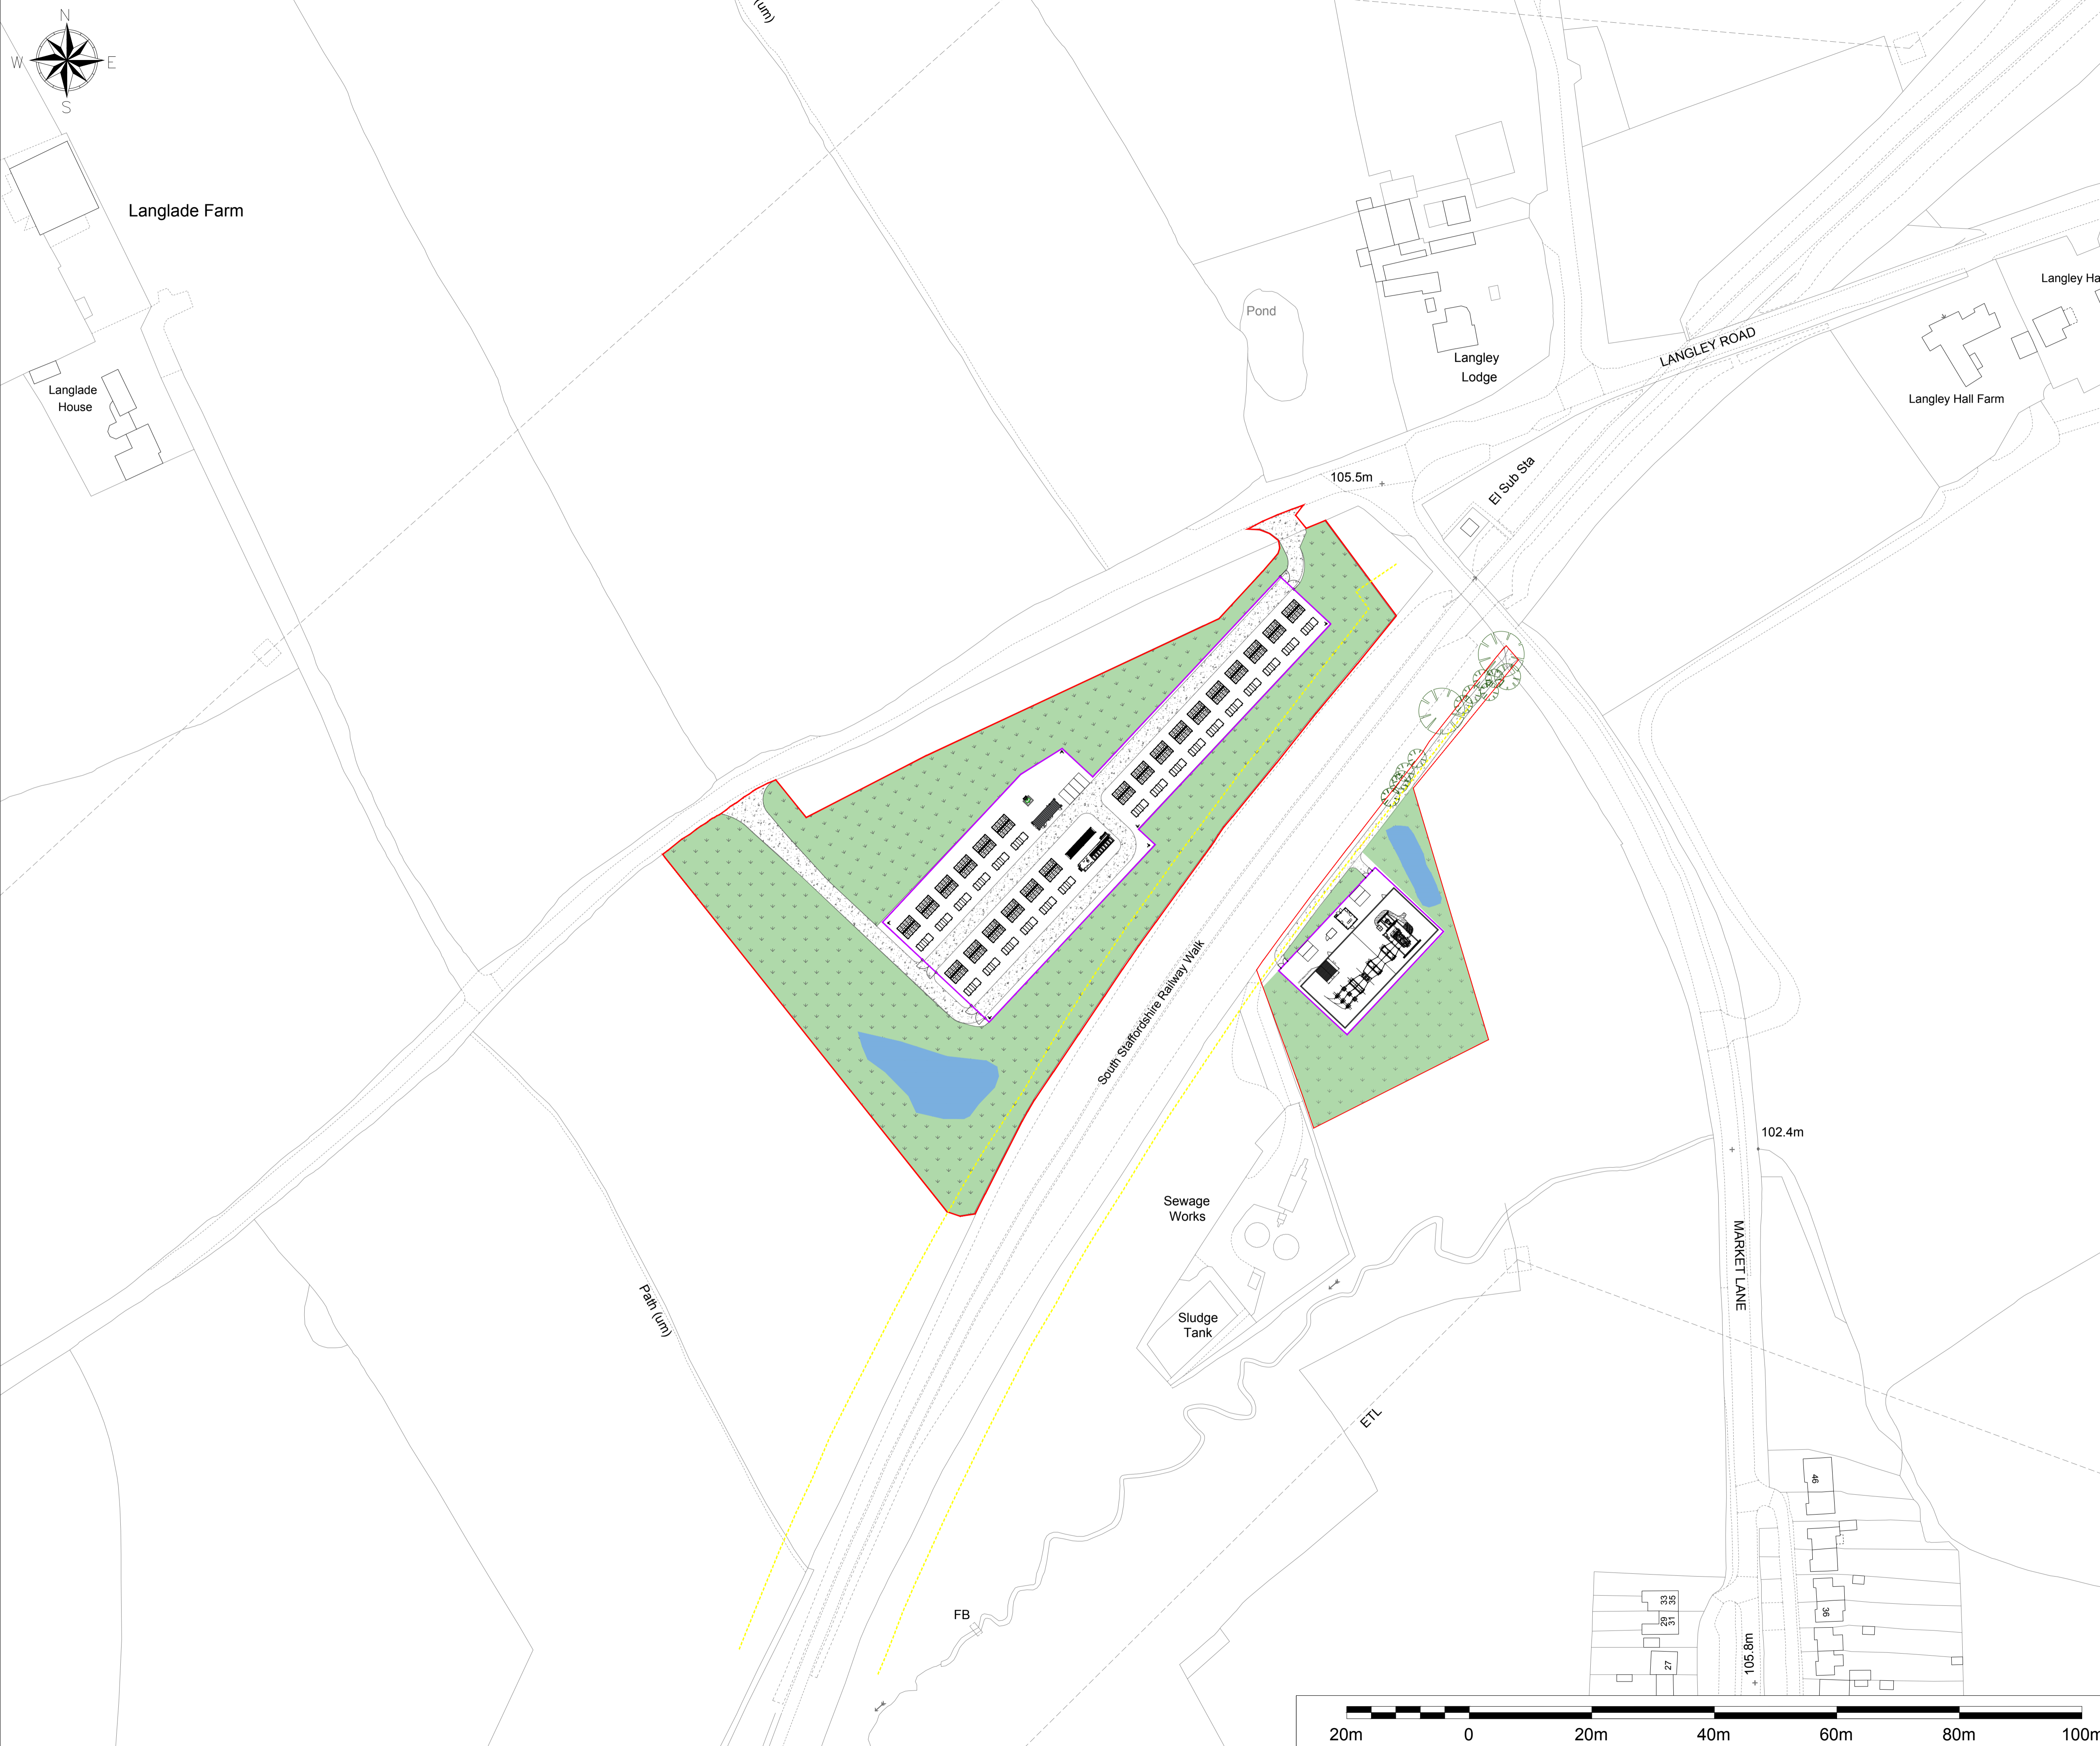 (um)
N
W
E
S
Langlade Farm
Langlade
House
Pond
Langley
Lodge
LANGLEY ROAD
Langley Ha
Langley Hall Farm
105.5m
El Sub Sta
South Staffordshire Railway Walk
102.4m
Sewage
Works
MARKET LANE
Path (um)
Sludge
Tank
ETL
46
33
35
29
31
36
FB
105.8m
27
20m
0
20m
40m
60m
80m
100m